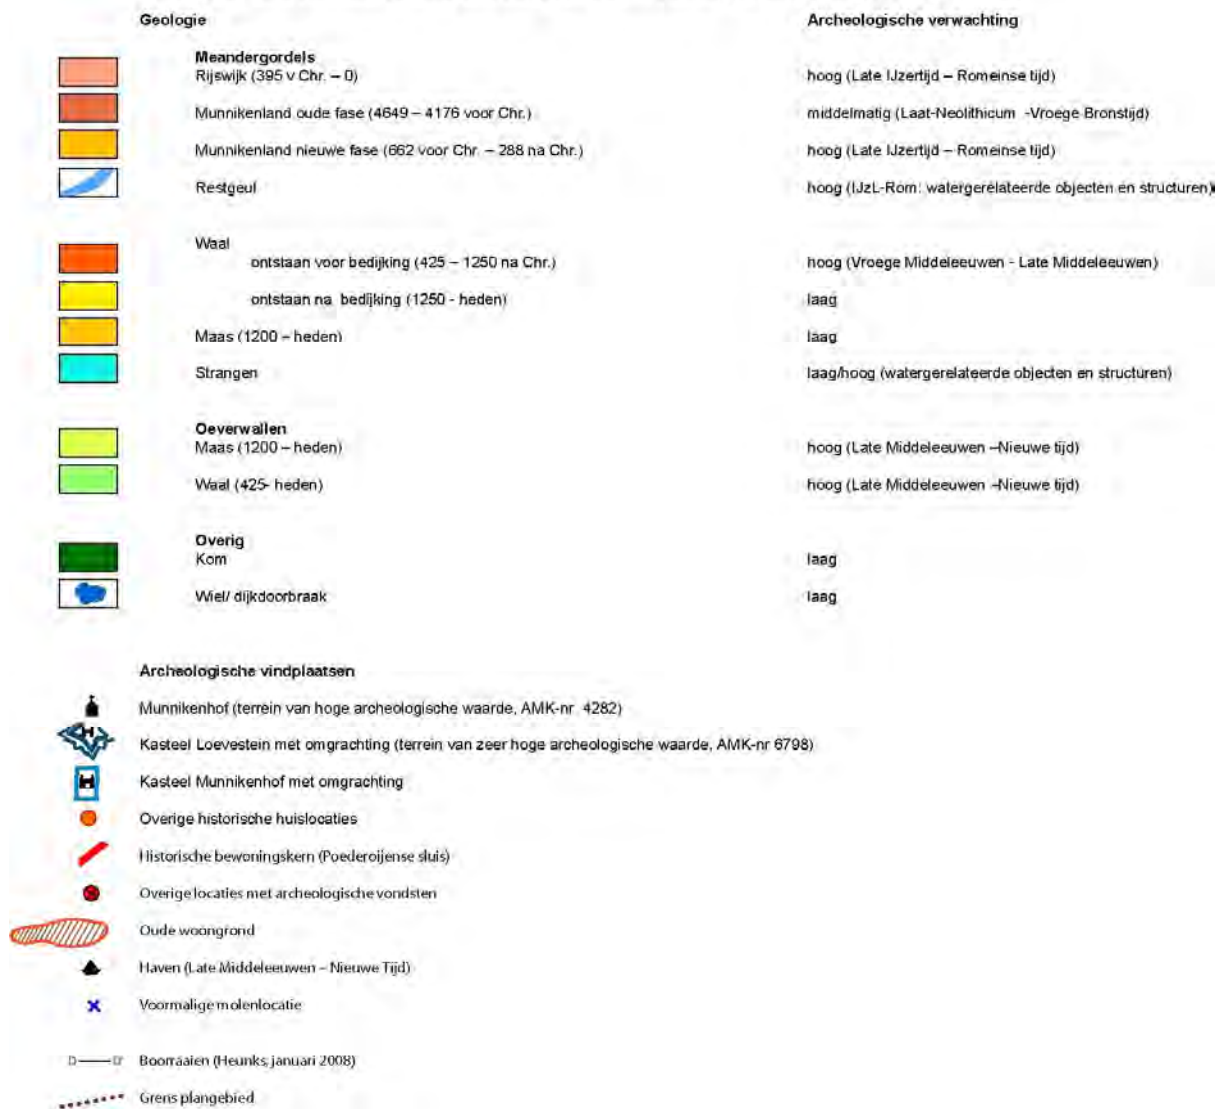 Geologie Archeologische verwachting
Meandergordels
Rijswijk (395 v Chr. – 0) hoog (Late IJzertijd – Romeinse tijd)
Munnikenland oude fase (4649 – 4176 voor Chr.) middelmatig (Laat-Neolithicum -Vroege Bronstijd)
Munnikenland nieuwe fase (662 voor Chr. – 288 na Chr.) hoog (Late IJzertijd – Romeinse tijd)
Restgeul hoog (IJzL-Rom: watergerelateerde objecten en structuren)
Waal
ontstaan voor bedijking (425 – 1250 na Chr.) hoog (Vroege Middeleeuwen - Late Middeleeuwen)
ontstaan na bedijking (1250 - heden) laag
Maas (1200 – heden) laag
Strangen laag/hoog (watergerelateerde objecten en structuren)
Oeverwallen
Maas (1200 – heden) hoog (Late Middeleeuwen –Nieuwe tijd)
Waal (425- heden) hoog (Late Middeleeuwen –Nieuwe tijd)
Overig
Kom laag
Wiel/ dijkdoorbraak laag
Archeologische vindplaatsen
Munnikenhof (terrein van hoge archeologische waarde, AMK-nr. 4282)
Kasteel Loevestein met omgrachting (terrein van zeer hoge archeologische waarde, AMK-nr 6798)
Kasteel Munnikenhof met omgrachting
Overige historische huislocaties
Historische bewoningskern (Poederoijense sluis)
Overige locaties met archeologische vondsten
Oude woongrond
Haven (Late Middeleeuwen – Nieuwe Tijd)
Voormalige molenlocatie
D D' Boorraaien (Heunks, januari 2008)
Grens plangebied